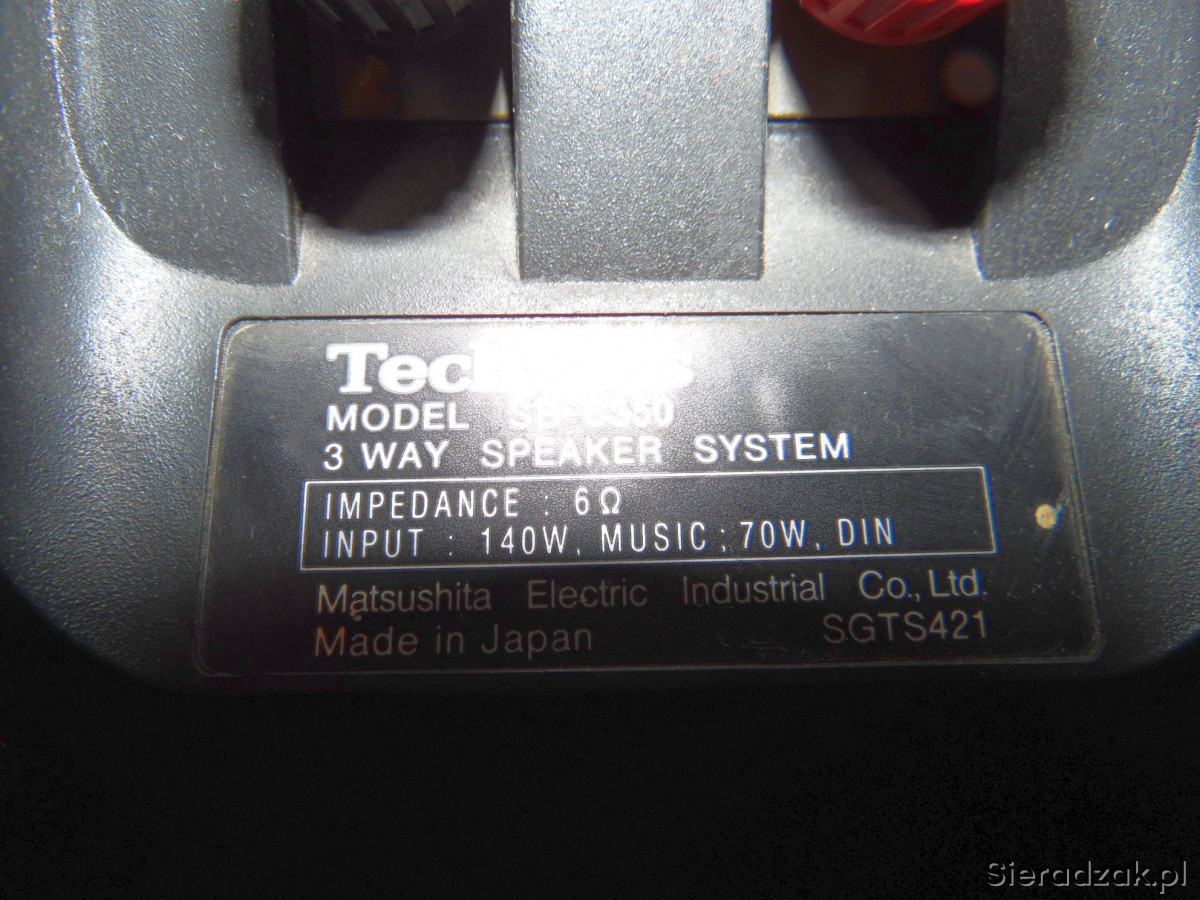 Technics
MODEL
3 WAY SPEAKER SYSTEM
IMPEDANCE : 6Ω
INPUT : 140W, MUSIC ; 70W, DIN
Matsushita Electric Industrial Co., Ltd.
Made in Japan SGTS421
Sieradzak.pl